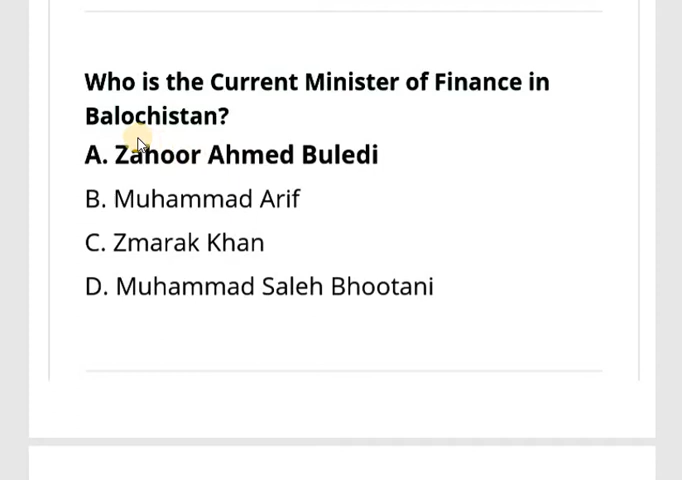 Who is the Current Minister of Finance in
Balochistan?
A. Zahoor Ahmed Buledi
B. Muhammad Arif
C. Zmarak Khan
D. Muhammad Saleh Bhootani